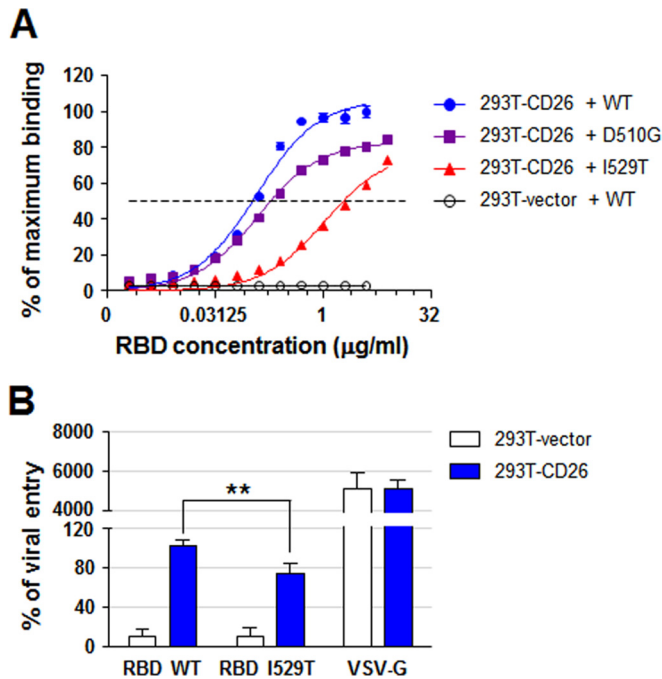 A
% of maximum binding
120
100
80
60
40
20
0
0 0.03125 1 32
RBD concentration (µg/ml)
293T-CD26 + WT
293T-CD26 + D510G
293T-CD26 + I529T
293T-vector + WT
B
% of viral entry
8000
6000
4000
120
80
40
0
**
RBD WT RBD I529T VSV-G
293T-vector
293T-CD26